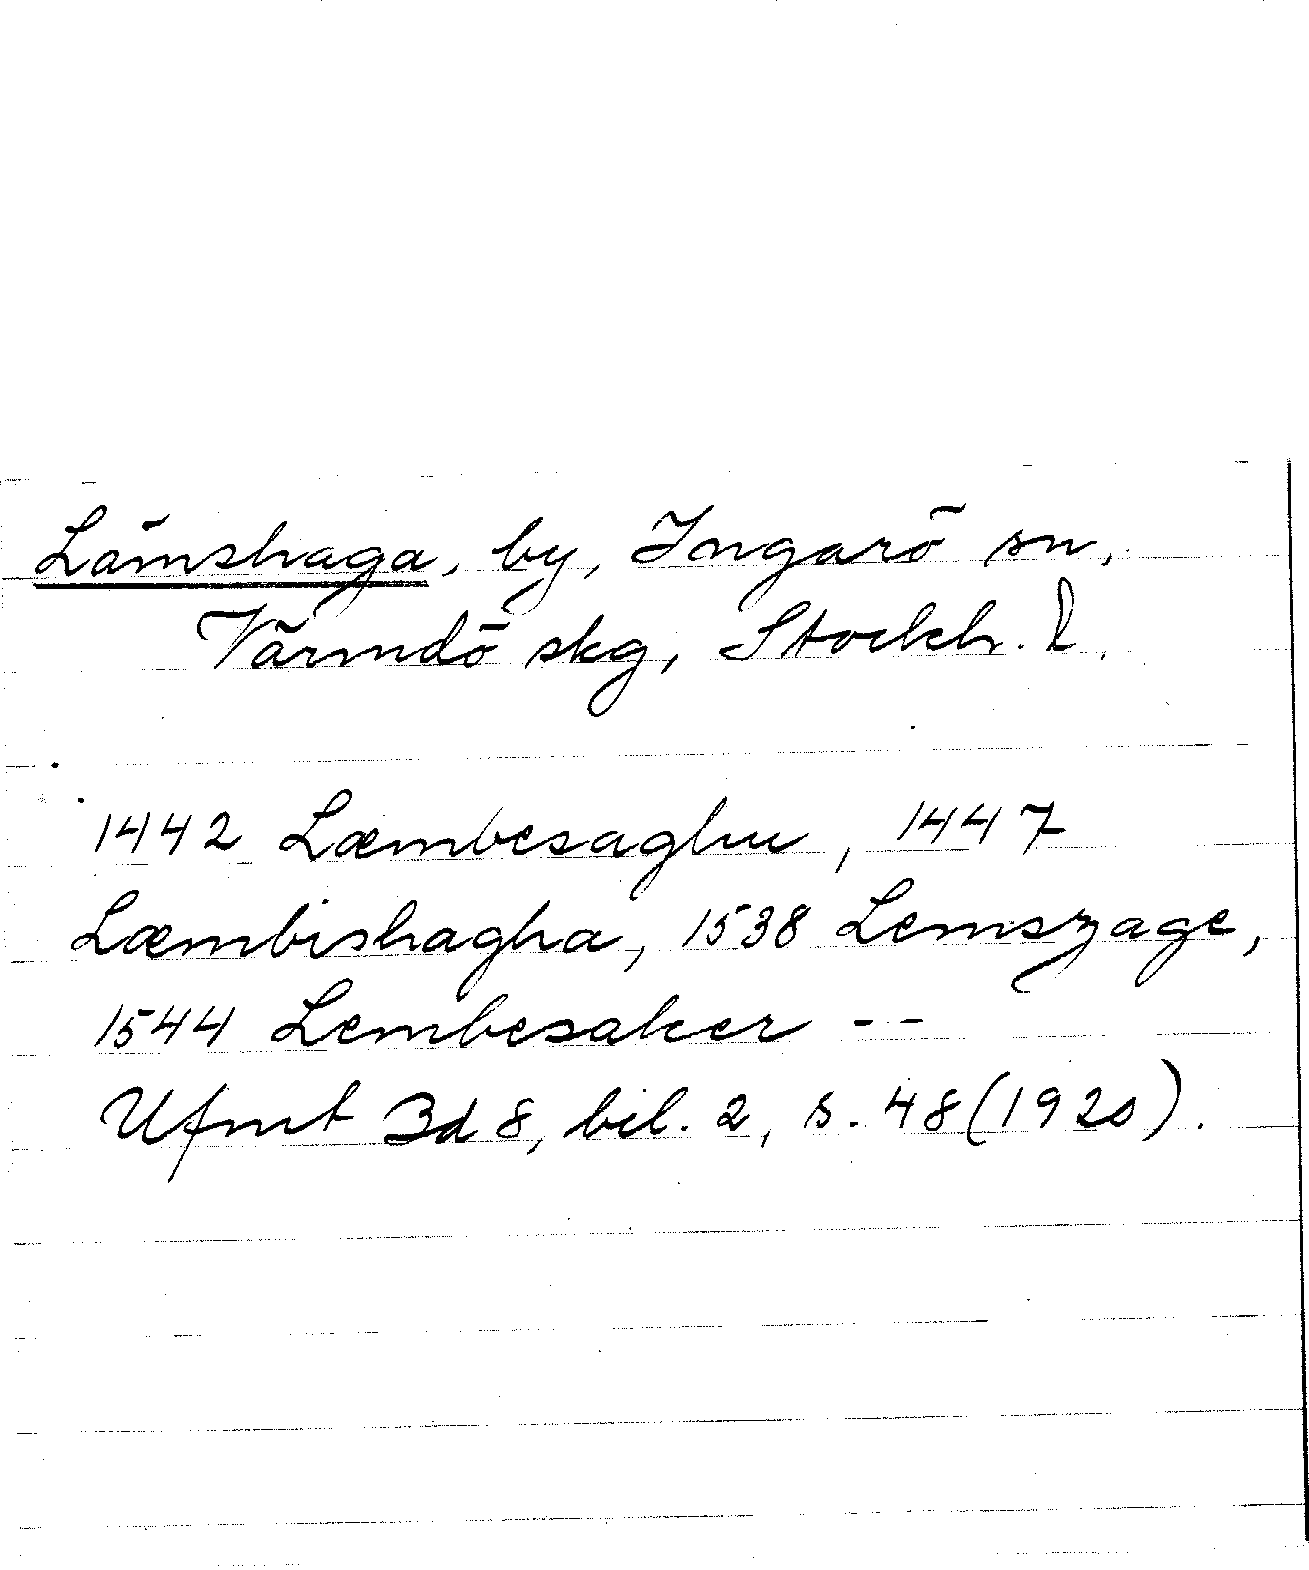 Lämshaga, by, Ingarö sn,
Värmdö skg, Stockh. l.
1442 Læmbesaghu, 1447
Læmbishagha, 1538 Lemszage,
1544 Lembesaker --
Ufmt Bd 8, bil. 2, s. 48 (1920).